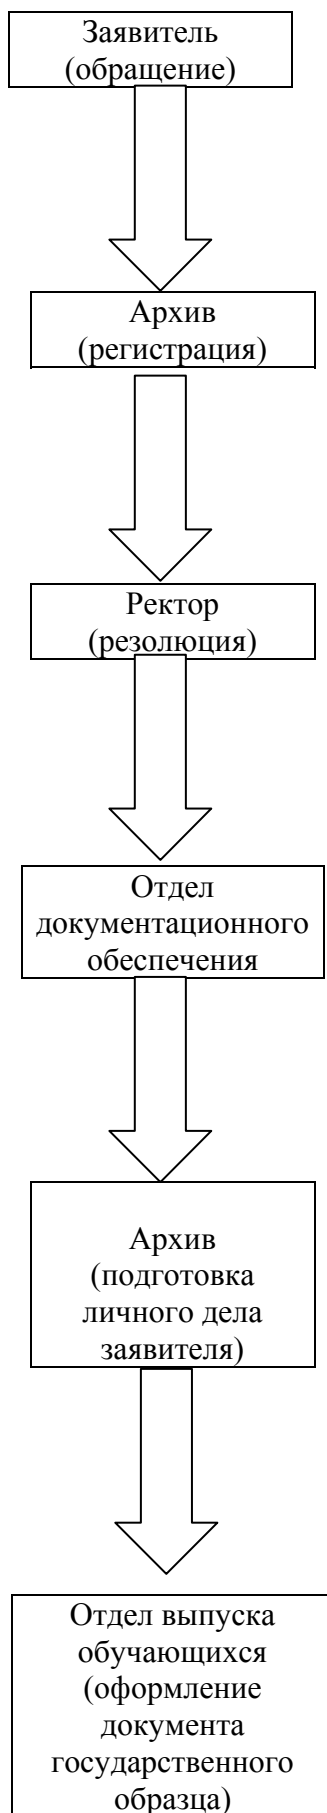 Заявитель
(обращение)
Архив
(регистрация)
Ректор
(резолюция)
Отдел
документационного
обеспечения
Архив
(подготовка
личного дела
заявителя)
Отдел выпуска
обучающихся
(оформление
документа
государственного
образца)